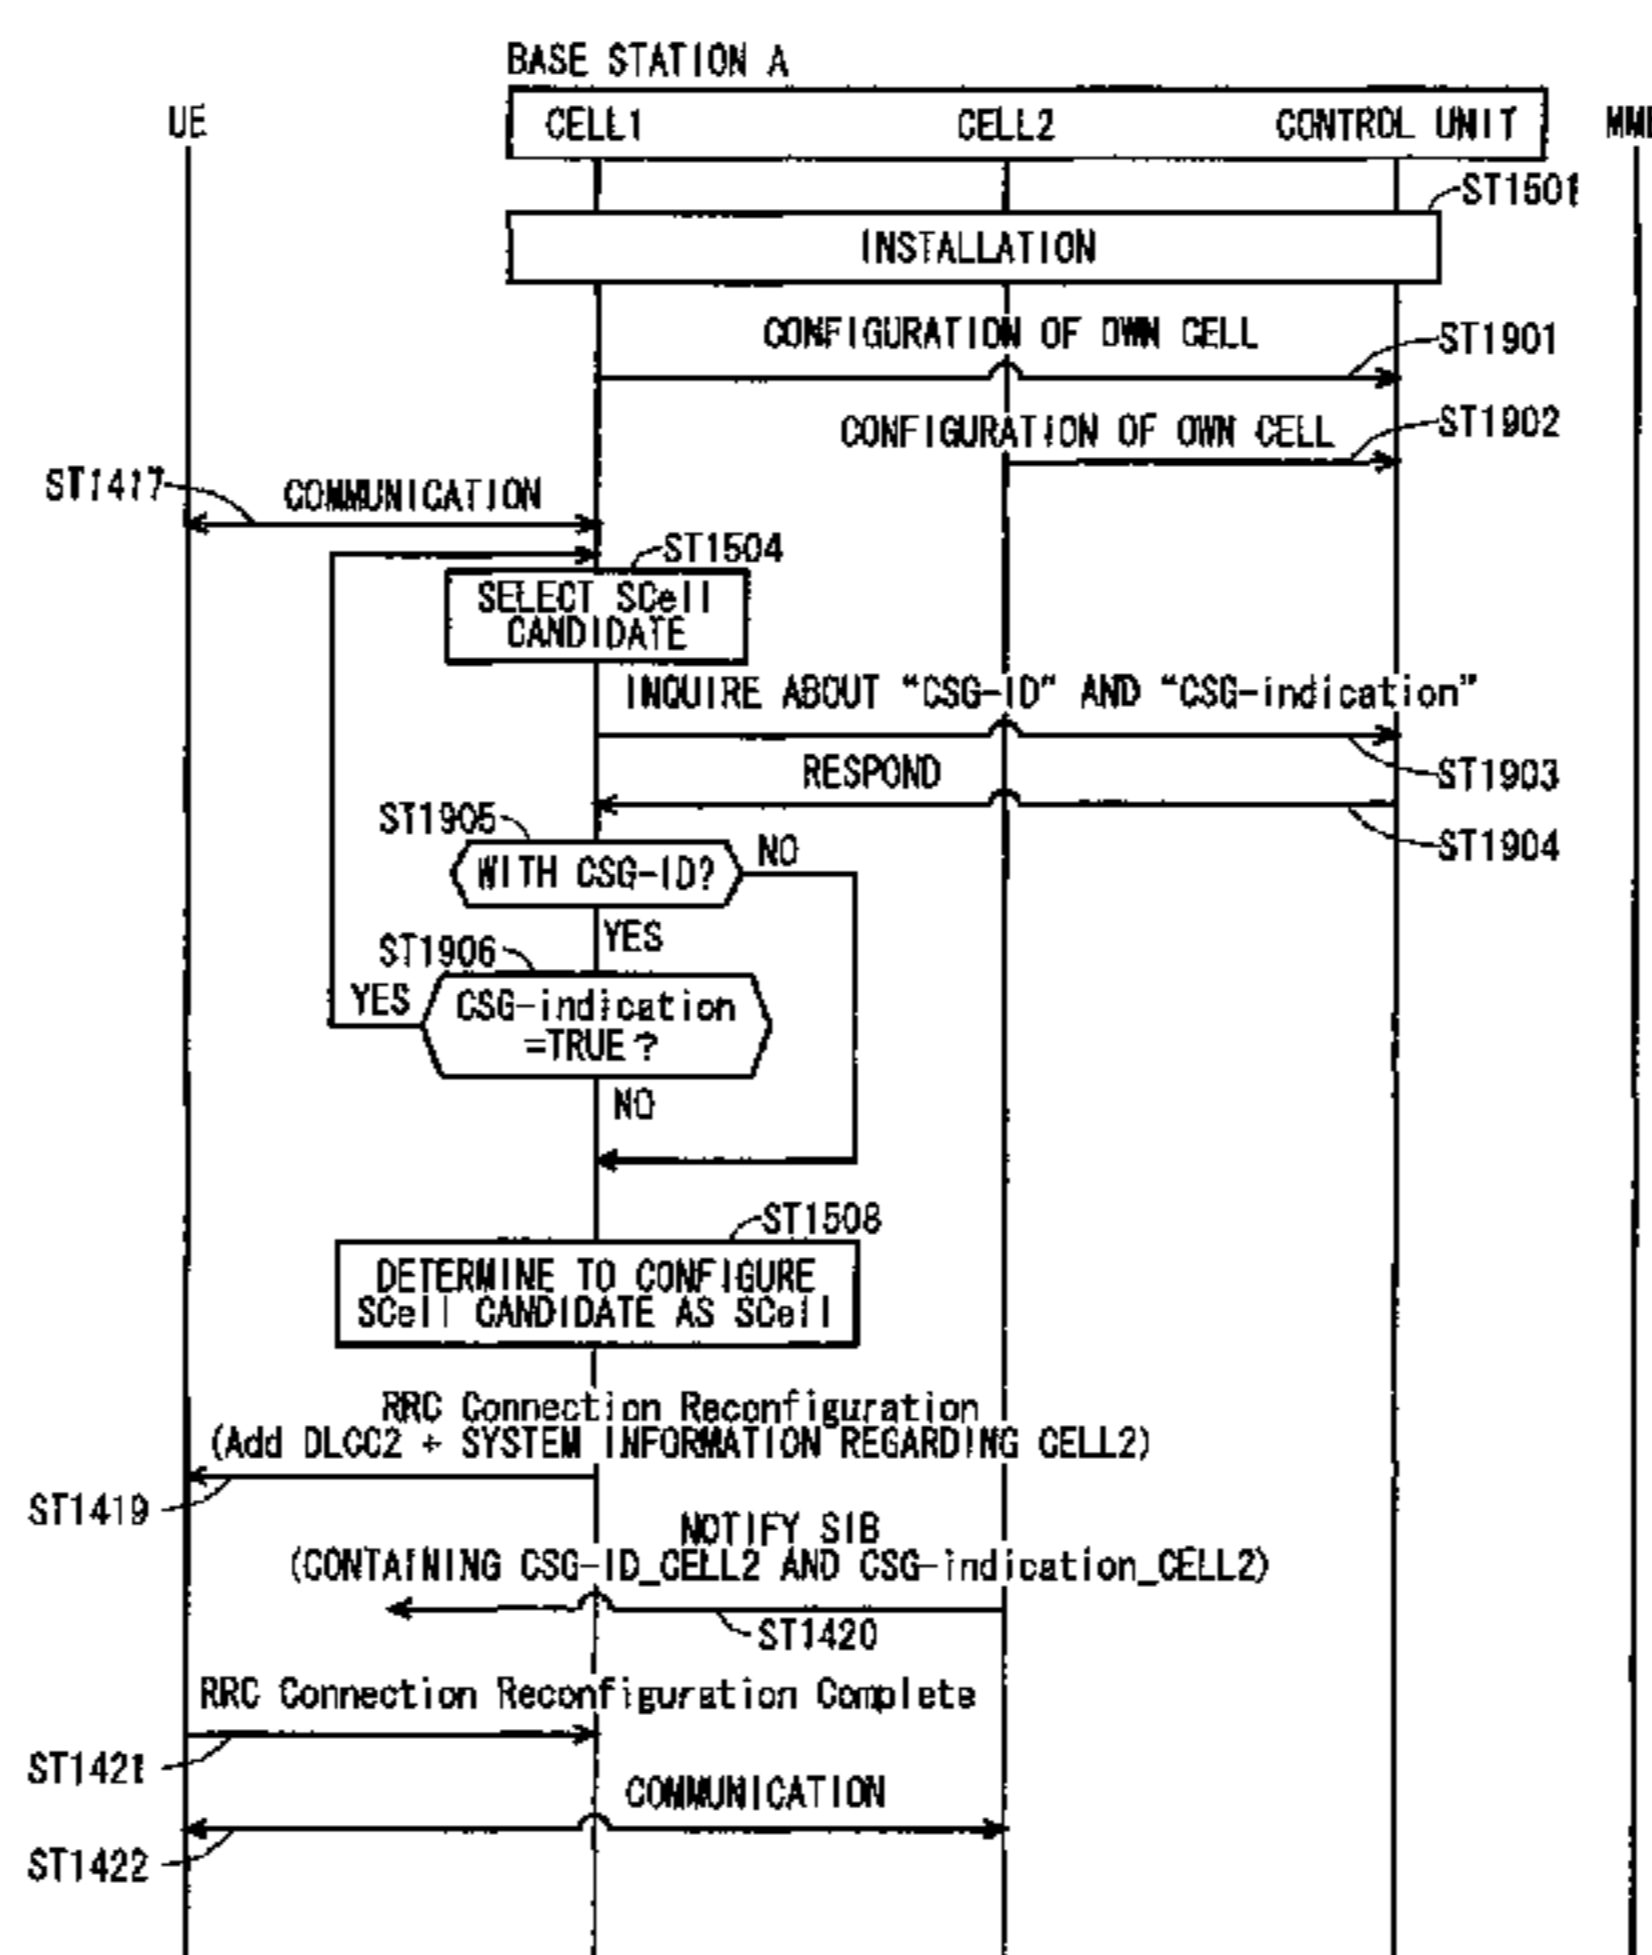 BASE STATION A
UE
CELL1
CELL2
CONTROL UNIT
ST1501
INSTALLATION
CONFIGURATION OF OWN CELL
ST1901
CONFIGURATION OF OWN CELL
ST1902
ST1417
COMMUNICATION
ST1504
SELECT SCell
CANDIDATE
INQUIRE ABOUT "CSG-ID" AND "CSG-indication"
ST1903
RESPOND
ST1904
ST1905
WITH CSG-ID?
NO
YES
ST1906
YES
CSG-indication
=TRUE?
NO
ST1508
DETERMINE TO CONFIGURE
SCell CANDIDATE AS SCell
RRC Connection Reconfiguration
(Add DLCC2 + SYSTEM INFORMATION REGARDING CELL2)
ST1419
NOTIFY SIB
(CONTAINING CSG-ID_CELL2 AND CSG-indication_CELL2)
ST1420
RRC Connection Reconfiguration Complete
ST1421
COMMUNICATION
ST1422